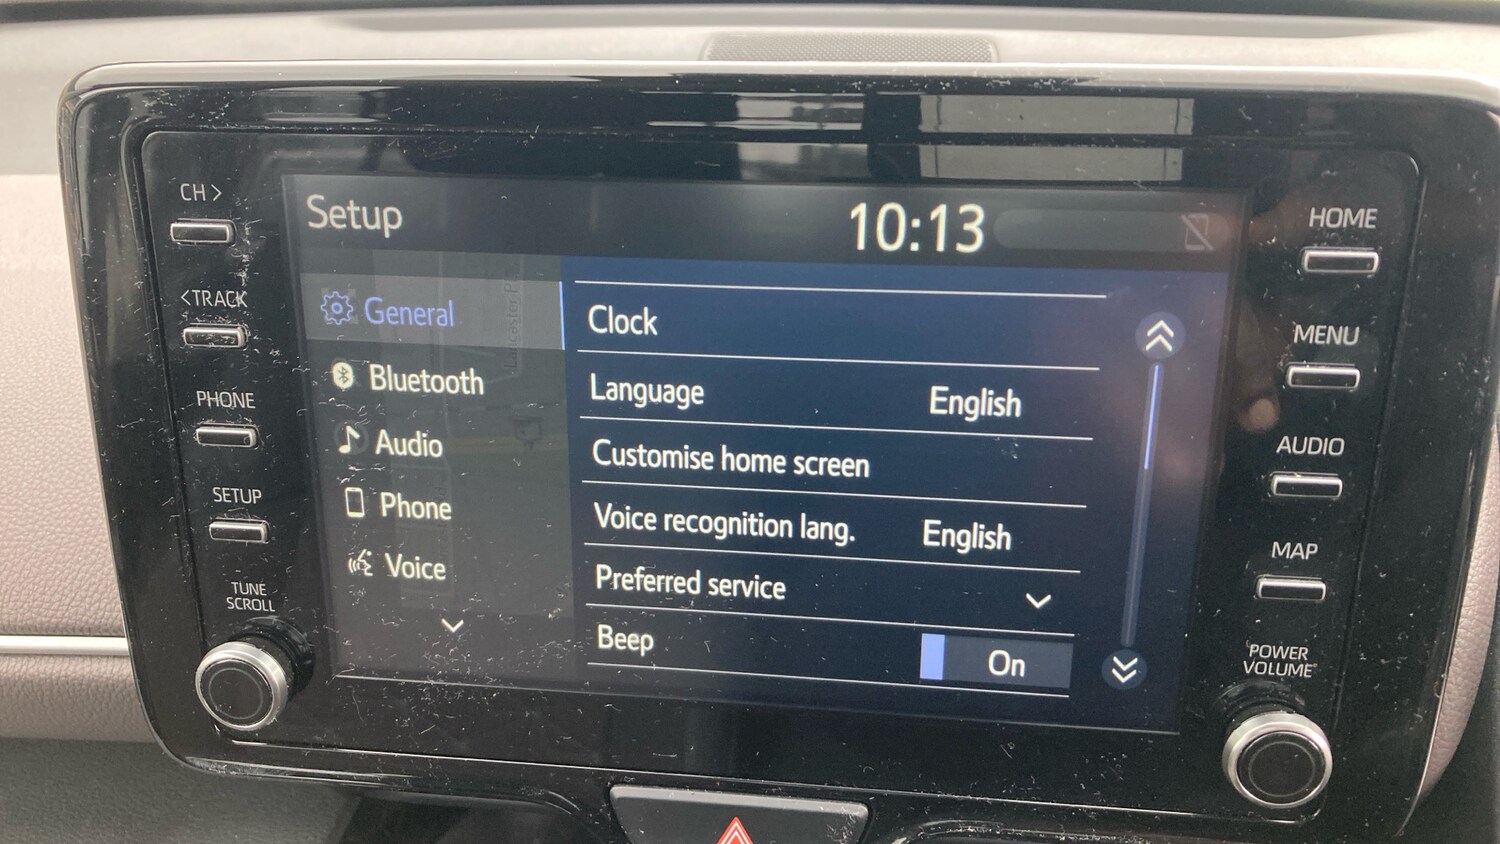 CH >
<TRACK
PHONE
SETUP
TUNE
SCROLL
Setup
10:13
General
Bluetooth
Audio
Phone
Voice
Clock
Language English
Customise home screen
Voice recognition lang. English
Preferred service
Beep On
HOME
MENU
AUDIO
MAP
POWER
VOLUME